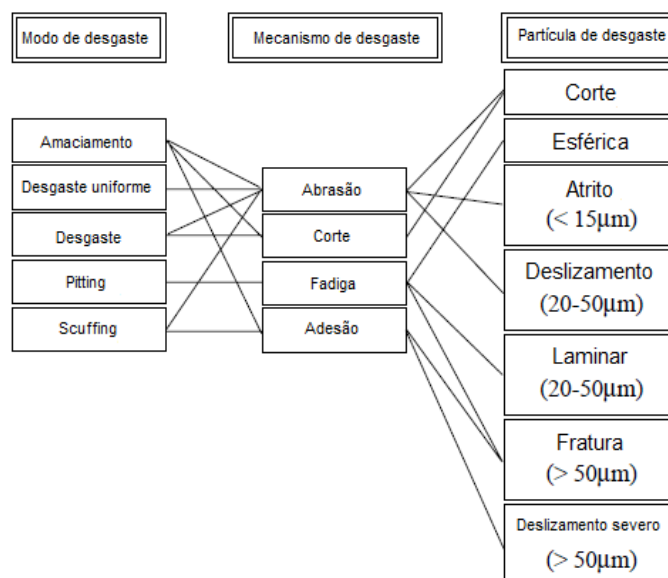 Modo de desgaste
Mecanismo de desgaste
Partícula de desgaste
Amaciamento
Desgaste uniforme
Desgaste
Pitting
Scuffing
Abrasão
Corte
Fadiga
Adesão
Corte
Esférica
Atrito
(< 15μm)
Deslizamento
(20-50μm)
Laminar
(20-50μm)
Fratura
(> 50μm)
Deslizamento severo
(> 50μm)